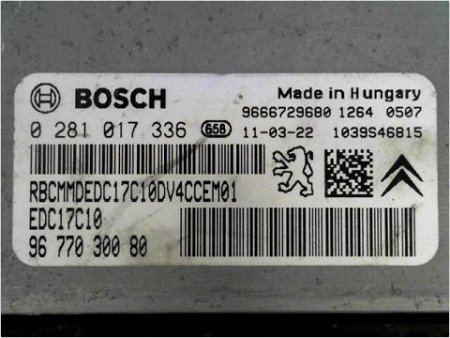 BOSCH Made in Hungary
9666729680 1264 0507
0 281 017 336 658 11-03-22 1039S46815
RBCMMDEDC17C10DV4CCEM01
EDC17C10
96 770 300 80